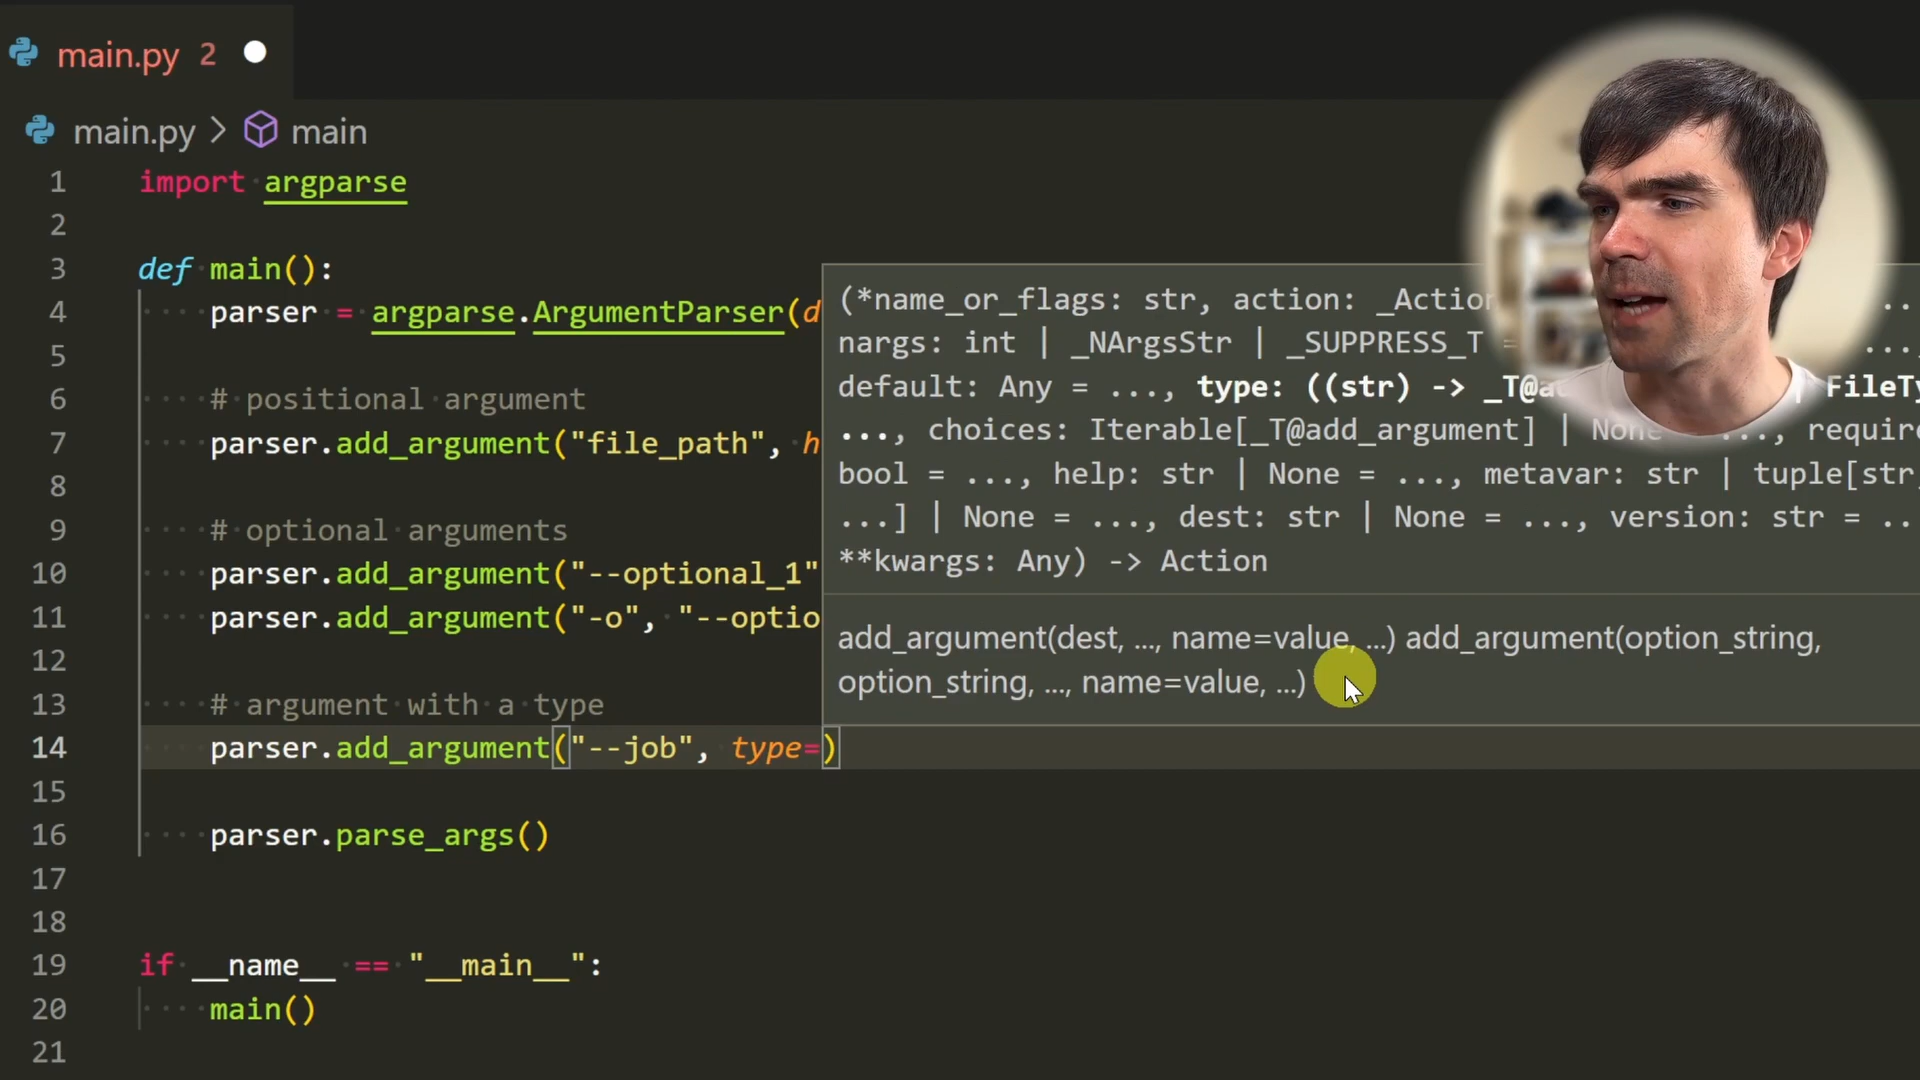 main.py 2
main.py > main
1 import argparse
2
3 def main():
4 parser = argparse.ArgumentParser(d
5
6 # positional argument
7 parser.add_argument("file_path", h
8
9 # optional arguments
10 parser.add_argument("--optional_1"
11 parser.add_argument("-o", "--optio
12
13 # argument with a type
14 parser.add_argument("--job", type=)
15
16 parser.parse_args()
17
18
19 if __name__ == "__main__":
20 main()
21
(*name_or_flags: str, action: _Action ...
nargs: int | _NArgsStr | _SUPPRESS_T = ...,
default: Any = ..., type: ((str) -> _T@ad | FileTy
..., choices: Iterable[_T@add_argument] | None ..., require
bool = ..., help: str | None = ..., metavar: str | tuple[str,
...] | None = ..., dest: str | None = ..., version: str = ..
**kwargs: Any) -> Action
add_argument(dest, ..., name=value, ...) add_argument(option_string,
option_string, ..., name=value, ...)